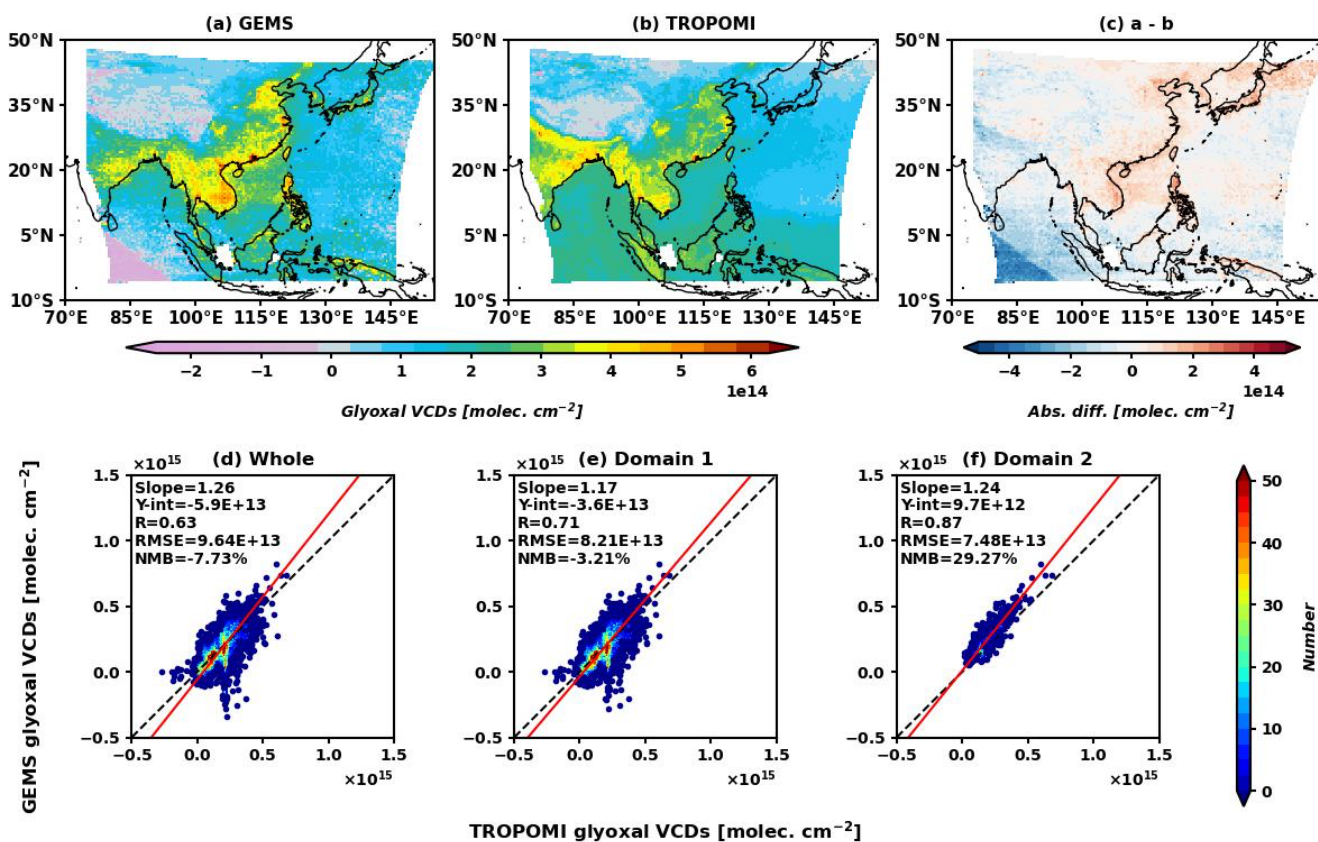 (a) GEMS
(b) TROPOMI
(c) a - b
50°N
35°N
20°N
5°N
10°S
70°E 85°E 100°E 115°E 130°E 145°E
50°N
35°N
20°N
5°N
10°S
70°E 85°E 100°E 115°E 130°E 145°E
50°N
35°N
20°N
5°N
10°S
70°E 85°E 100°E 115°E 130°E 145°E
−2 −1 0 1 2 3 4 5 6
1e14
Glyoxal VCDs [molec. cm⁻²]
−4 −2 0 2 4
1e14
Abs. diff. [molec. cm⁻²]
GEMS glyoxal VCDs [molec. cm⁻²]
×10¹⁵ (d) Whole
Slope=1.26
Y-int=-5.9E+13
R=0.63
RMSE=9.64E+13
NMB=-7.73%
1.5
1.0
0.5
0.0
−0.5
−0.5 0.0 0.5 1.0 1.5
×10¹⁵
×10¹⁵ (e) Domain 1
Slope=1.17
Y-int=-3.6E+13
R=0.71
RMSE=8.21E+13
NMB=-3.21%
1.5
1.0
0.5
0.0
−0.5
−0.5 0.0 0.5 1.0 1.5
×10¹⁵
×10¹⁵ (f) Domain 2
Slope=1.24
Y-int=9.7E+12
R=0.87
RMSE=7.48E+13
NMB=29.27%
1.5
1.0
0.5
0.0
−0.5
−0.5 0.0 0.5 1.0 1.5
×10¹⁵
50
40
30
20
10
0
Number
TROPOMI glyoxal VCDs [molec. cm⁻²]